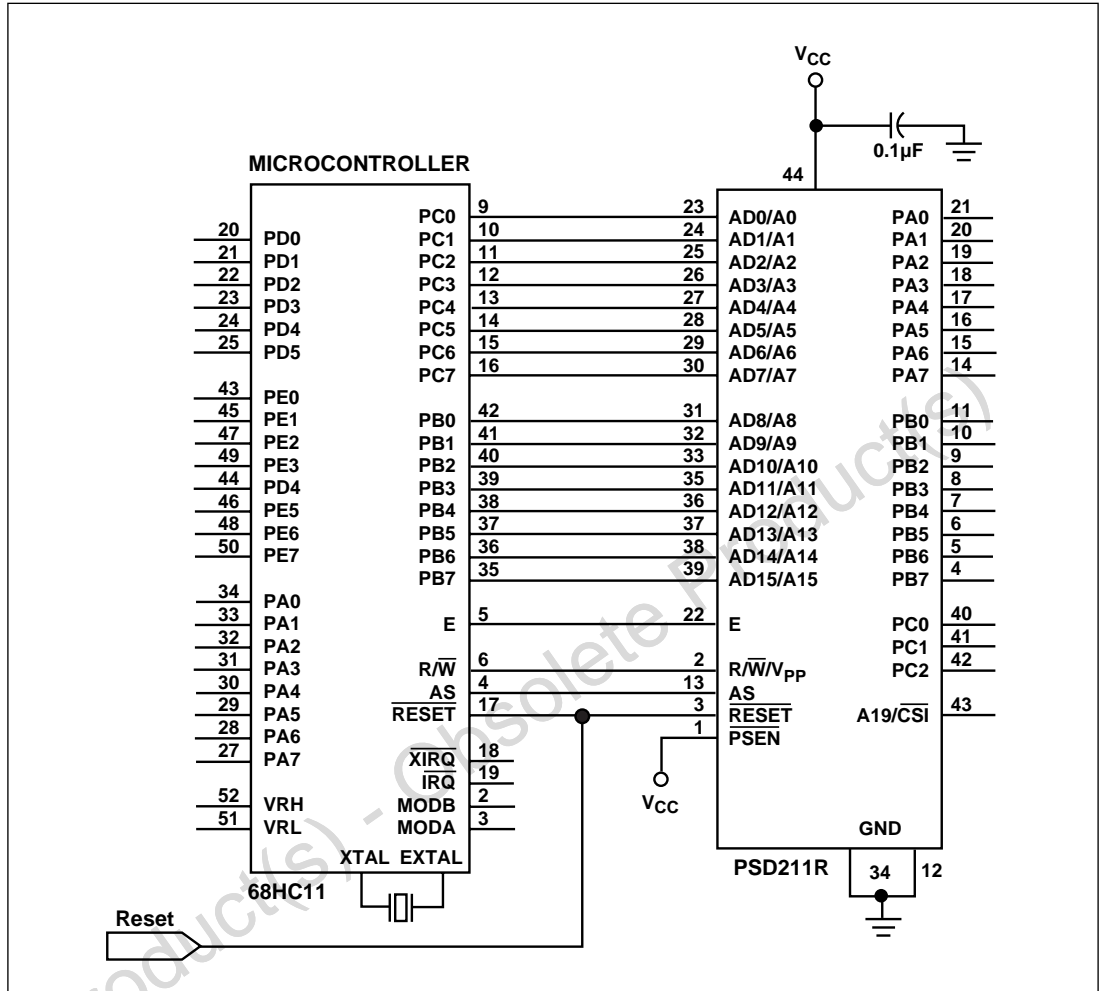 VCC
0.1µF
MICROCONTROLLER
44
PC0 9 23 AD0/A0 PA0 21
20 PD0 PC1 10 24 AD1/A1 PA1 20
21 PD1 PC2 11 25 AD2/A2 PA2 19
22 PD2 PC3 12 26 AD3/A3 PA3 18
23 PD3 PC4 13 27 AD4/A4 PA4 17
24 PD4 PC5 14 28 AD5/A5 PA5 16
25 PD5 PC6 15 29 AD6/A6 PA6 15
PC7 16 30 AD7/A7 PA7 14
43 PE0
45 PE1 PB0 42 31 AD8/A8 PB0 11
47 PE2 PB1 41 32 AD9/A9 PB1 10
49 PE3 PB2 40 33 AD10/A10 PB2 9
44 PD4 PB3 39 35 AD11/A11 PB3 8
46 PE5 PB4 38 36 AD12/A12 PB4 7
48 PE6 PB5 37 37 AD13/A13 PB5 6
50 PE7 PB6 36 38 AD14/A14 PB6 5
PB7 35 39 AD15/A15 PB7 4
34 PA0
33 PA1 E 5 22 E PC0 40
32 PA2 PC1 41
31 PA3 R/W 6 2 R/W/VPP PC2 42
30 PA4 AS 4 13 AS
29 PA5 RESET 17 3 RESET A19/CSI 43
28 PA6 1 PSEN
27 PA7 XIRQ 18
IRQ 19
52 VRH MODB 2 VCC
51 VRL MODA 3
GND
XTAL EXTAL
PSD211R 34 12
68HC11
Reset
Product(s) - Obsolete Product(s)